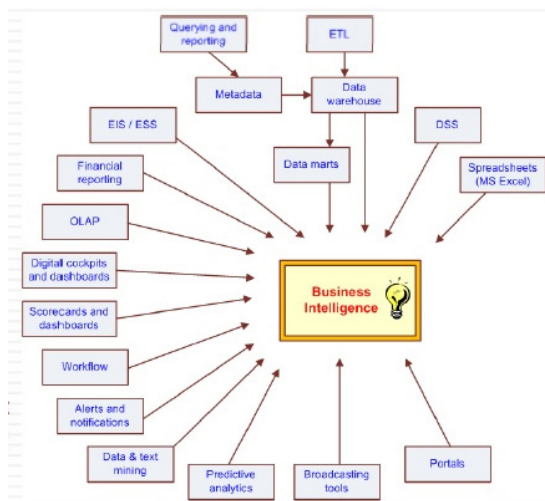 Querying and
reporting
ETL
Metadata
Data
warehouse
EIS / ESS
DSS
Data marts
Financial
reporting
Spreadsheets
(MS Excel)
OLAP
Digital cockpits
and dashboards
Business
Intelligence
Scorecards and
dashboards
Workflow
Alerts and
notifications
Data & text
mining
Predictive
analytics
Broadcasting
tools
Portals